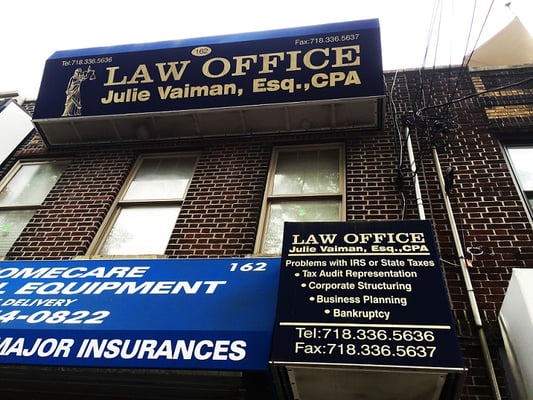 162
Tel:718.336.5636
Fax:718.336.5637
LAW OFFICE
Julie Vaiman, Esq.,CPA
OMECARE 162
EQUIPMENT
DELIVERY
4-0822
MAJOR INSURANCES
LAW OFFICE
Julie Vaiman, Esq.,CPA
Problems with IRS or State Taxes
• Tax Audit Representation
• Corporate Structuring
• Business Planning
• Bankruptcy
Tel:718.336.5636
Fax:718.336.5637